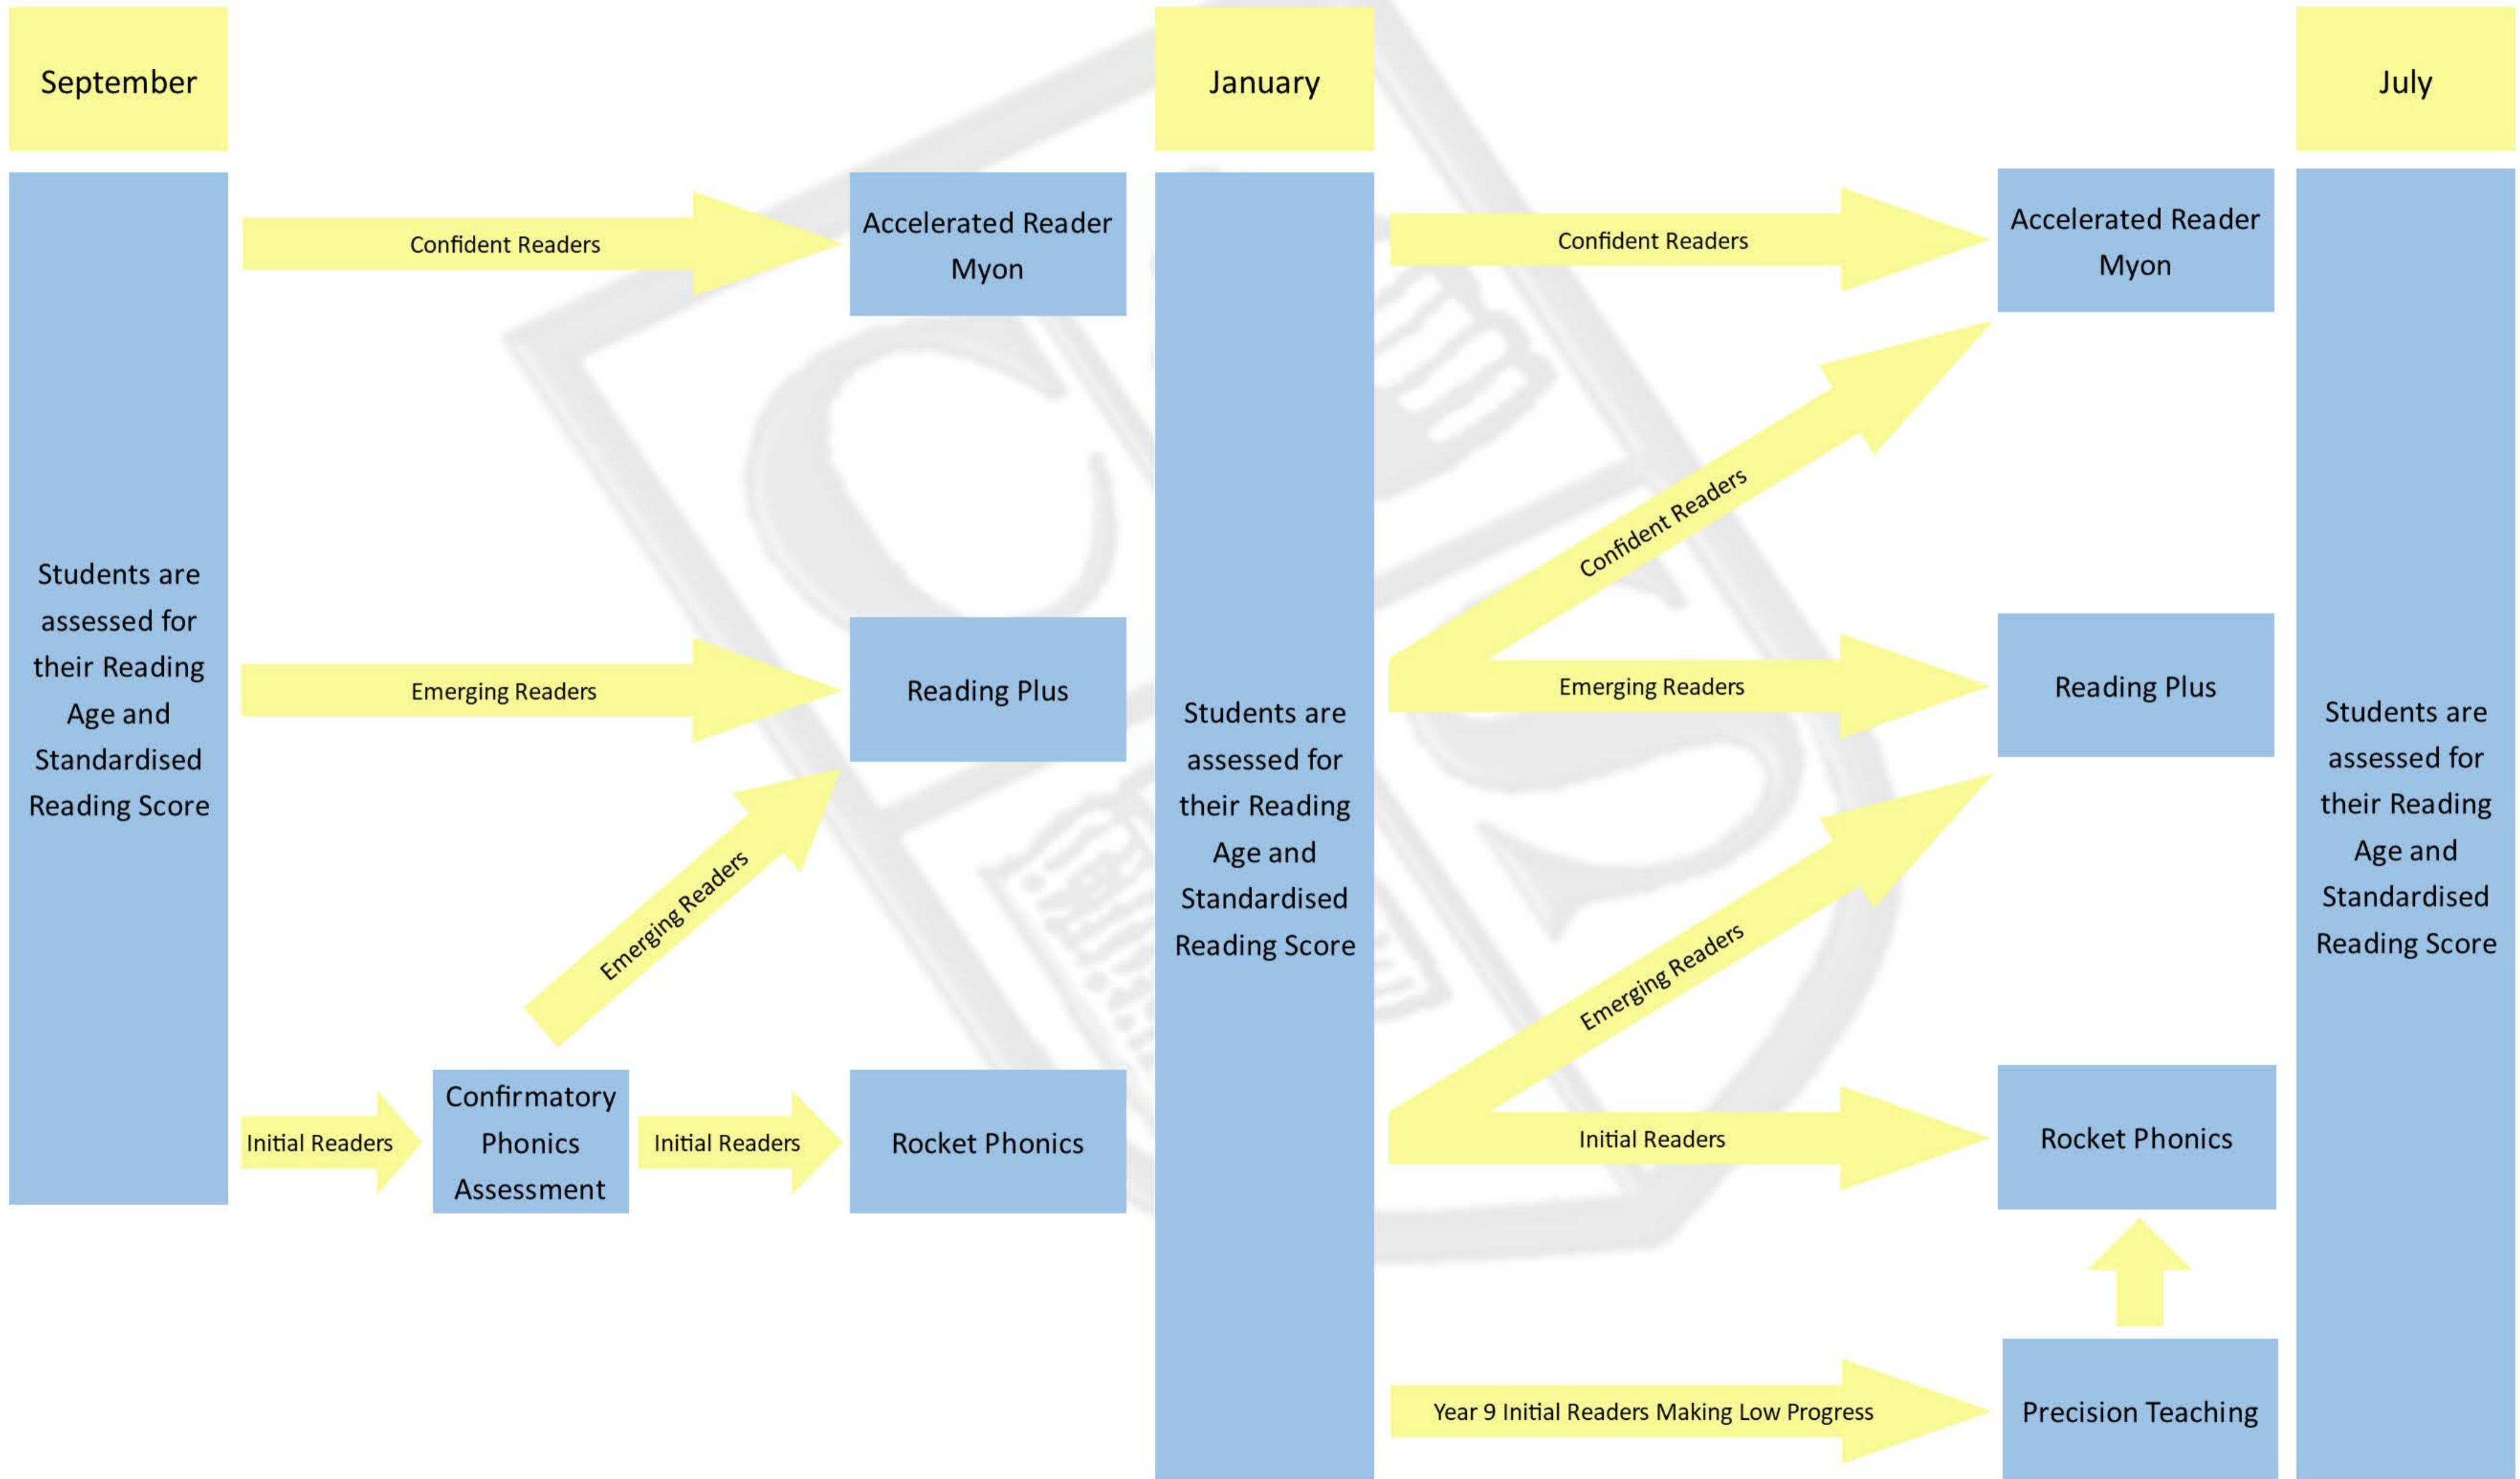 September
January
July
Students are
assessed for
their Reading
Age and
Standardised
Reading Score
Confident Readers
Accelerated Reader
Myon
Emerging Readers
Reading Plus
Emerging Readers
Initial Readers
Confirmatory
Phonics
Assessment
Initial Readers
Rocket Phonics
Students are
assessed for
their Reading
Age and
Standardised
Reading Score
Confident Readers
Accelerated Reader
Myon
Confident Readers
Emerging Readers
Reading Plus
Emerging Readers
Initial Readers
Rocket Phonics
Year 9 Initial Readers Making Low Progress
Precision Teaching
Students are
assessed for
their Reading
Age and
Standardised
Reading Score
C
S